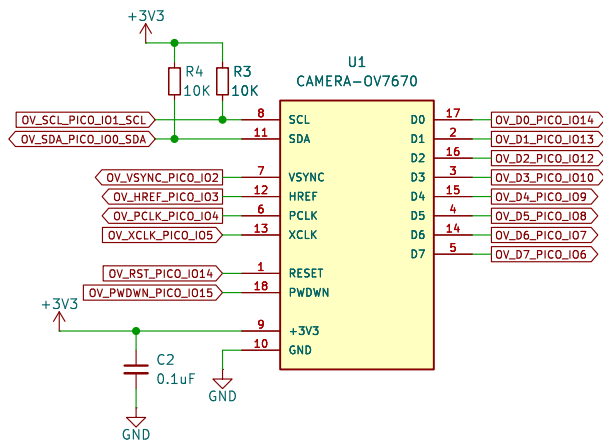 +3V3
U1
CAMERA-OV7670
R4
10K
R3
10K
OV_SCL_PICO_IO1_SCL 8 SCL D0 17 OV_D0_PICO_IO14
OV_SDA_PICO_IO0_SDA 11 SDA D1 2 OV_D1_PICO_IO13
D2 16 OV_D2_PICO_IO12
OV_VSYNC_PICO_IO2 7 VSYNC D3 3 OV_D3_PICO_IO10
OV_HREF_PICO_IO3 12 HREF D4 15 OV_D4_PICO_IO9
OV_PCLK_PICO_IO4 6 PCLK D5 4 OV_D5_PICO_IO8
OV_XCLK_PICO_IO5 13 XCLK D6 14 OV_D6_PICO_IO7
D7 5 OV_D7_PICO_IO6
OV_RST_PICO_IO14 1 RESET
OV_PWDWN_PICO_IO15 18 PWDWN
+3V3
9 +3V3
10 GND
C2
0.1uF
GND
GND